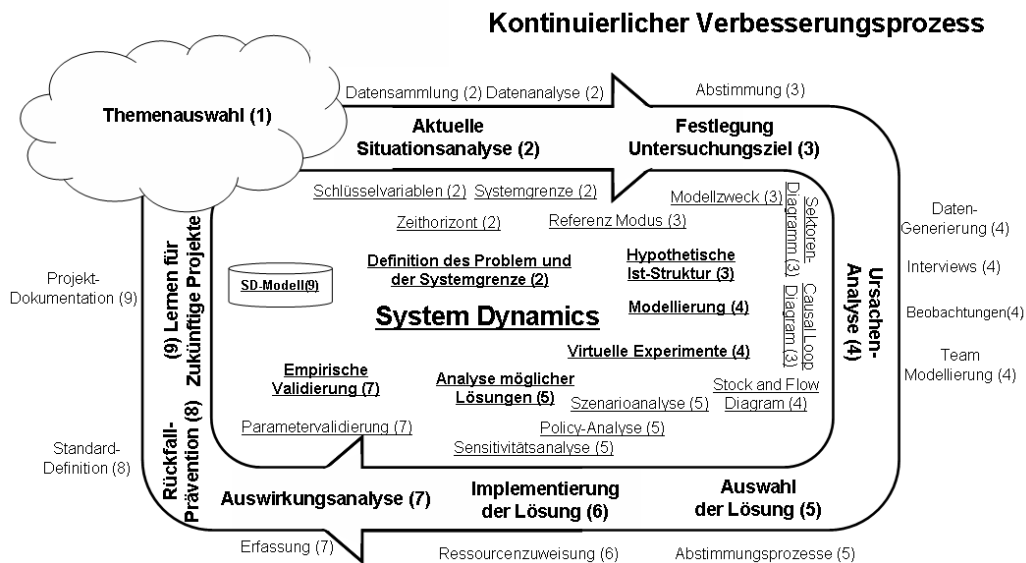 Kontinuierlicher Verbesserungsprozess
Themenauswahl (1)
Datensammlung (2) Datenanalyse (2)
Abstimmung (3)
Aktuelle
Situationsanalyse (2)
Festlegung
Untersuchungsziel (3)
Schlüsselvariablen (2)
Systemgrenze (2)
Modellzweck (3)
Zeithorizont (2)
Referenz Modus (3)
Sektoren-
Diagramm (3)
Daten-
Generierung (4)
Interviews (4)
Beobachtungen(4)
Team
Modellierung (4)
Ursachen-
Analyse (4)
Definition des Problem und
der Systemgrenze (2)
Hypothetische
Ist-Struktur (3)
SD-Modell(9)
Modellierung (4)
Causal Loop
Diagram (3)
System Dynamics
Virtuelle Experimente (4)
Empirische
Validierung (7)
Analyse möglicher
Lösungen (5)
Stock and Flow
Diagram (4)
Szenarioanalyse (5)
Parametervalidierung (7)
Policy-Analyse (5)
Sensitivitätsanalyse (5)
Projekt-
Dokumentation (9)
(9) Lernen für
Zukünftige Projekte
Standard-
Definition (8)
Rückfall-
Prävention (8)
Auswirkungsanalyse (7)
Implementierung
der Lösung (6)
Auswahl
der Lösung (5)
Erfassung (7)
Ressourcenzuweisung (6)
Abstimmungsprozesse (5)